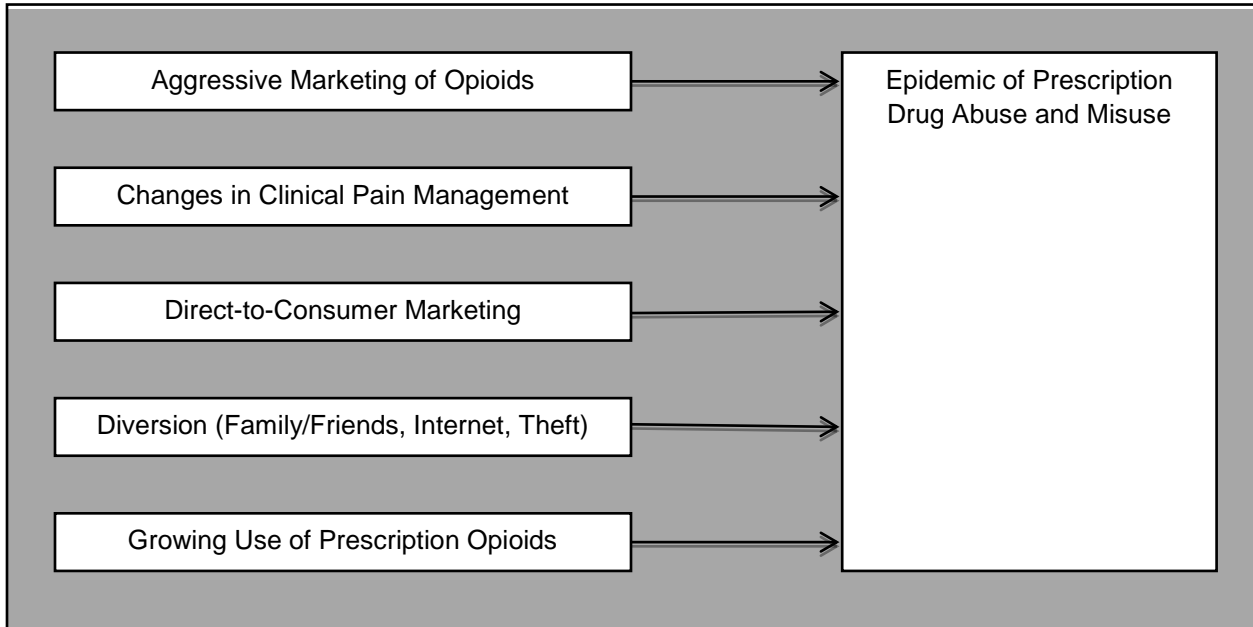 Aggressive Marketing of Opioids
Changes in Clinical Pain Management
Direct-to-Consumer Marketing
Diversion (Family/Friends, Internet, Theft)
Growing Use of Prescription Opioids
Epidemic of Prescription
Drug Abuse and Misuse